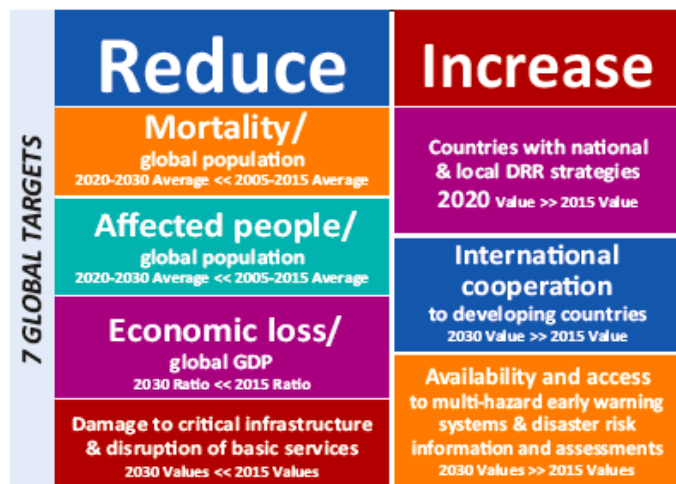 7 GLOBAL TARGETS
Reduce
Mortality/
global population
2020-2030 Average << 2005-2015 Average
Affected people/
global population
2020-2030 Average << 2005-2015 Average
Economic loss/
global GDP
2030 Ratio << 2015 Ratio
Damage to critical infrastructure
& disruption of basic services
2030 Values << 2015 Values
Increase
Countries with national
& local DRR strategies
2020 Value >> 2015 Value
International
cooperation
to developing countries
2030 Value >> 2015 Value
Availability and access
to multi-hazard early warning
systems & disaster risk
information and assessments
2030 Values >> 2015 Values